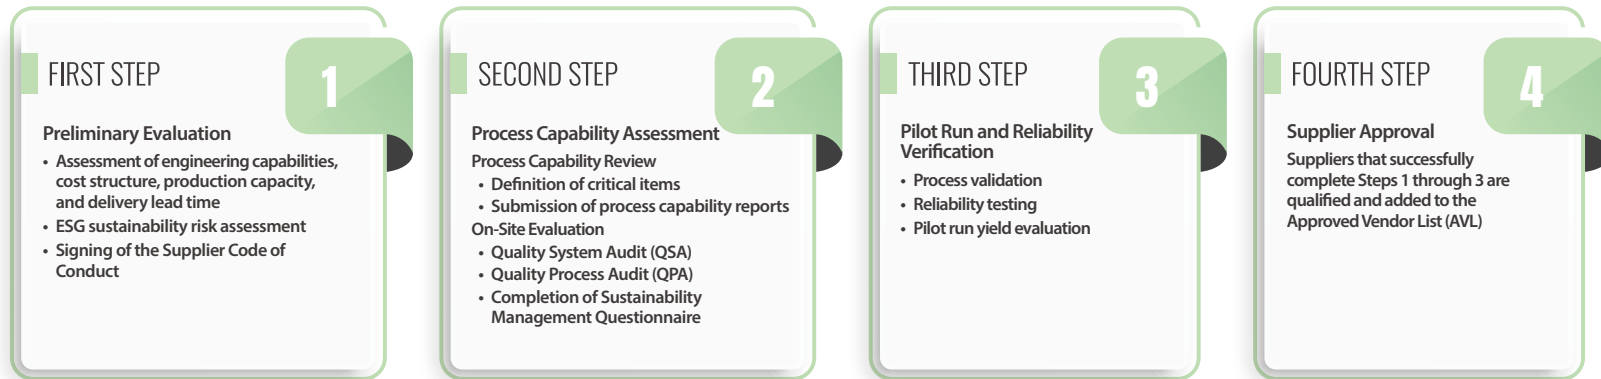 FIRST STEP
1
Preliminary Evaluation
• Assessment of engineering capabilities,
cost structure, production capacity,
and delivery lead time
• ESG sustainability risk assessment
• Signing of the Supplier Code of
Conduct
SECOND STEP
2
Process Capability Assessment
Process Capability Review
• Definition of critical items
• Submission of process capability reports
On-Site Evaluation
• Quality System Audit (QSA)
• Quality Process Audit (QPA)
• Completion of Sustainability
Management Questionnaire
THIRD STEP
3
Pilot Run and Reliability
Verification
• Process validation
• Reliability testing
• Pilot run yield evaluation
FOURTH STEP
4
Supplier Approval
Suppliers that successfully
complete Steps 1 through 3 are
qualified and added to the
Approved Vendor List (AVL)